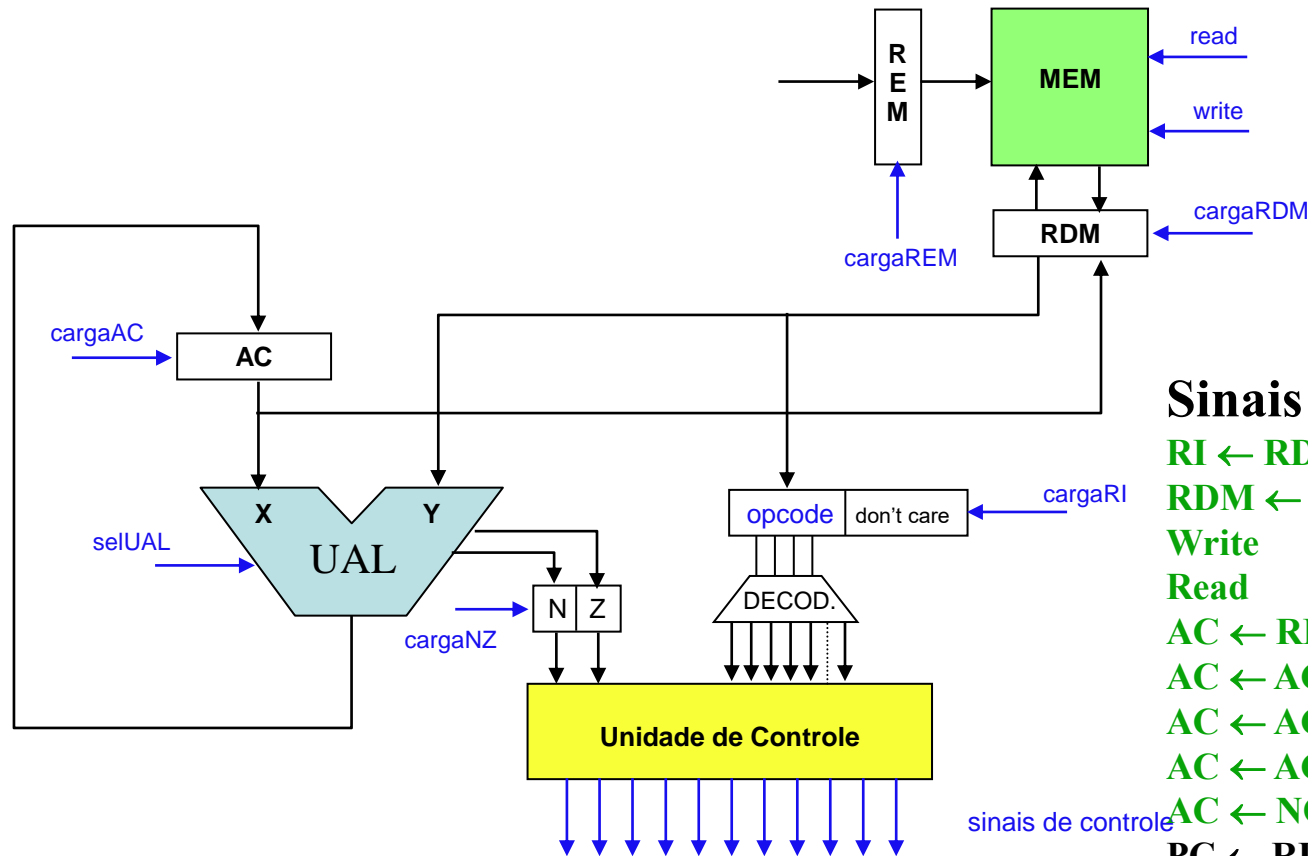 R
E
M
MEM
read
write
RDM
cargaRDM
cargaREM
cargaAC
AC
X
Y
UAL
selUAL
N Z
cargaNZ
opcode don't care
cargaRI
DECOD.
Unidade de Controle
sinais de controle
Sinais
RI ←
RDM ←
Write
Read
AC ←
AC ←
AC ←
AC ←
AC ←
PC ←